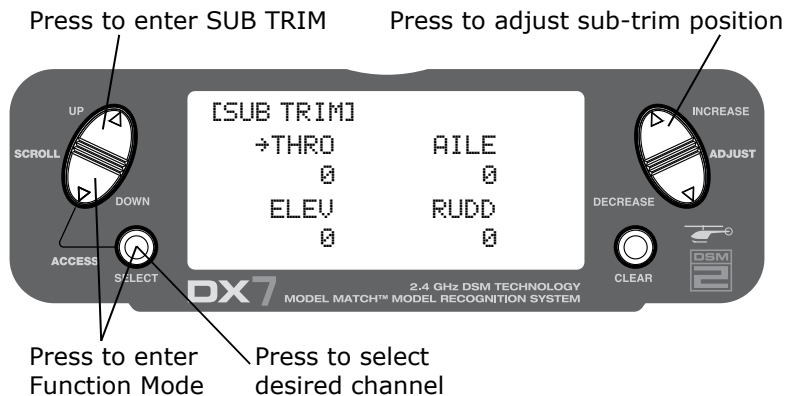 Press to enter SUB TRIM
Press to adjust sub-trim position
UP
SCROLL
DOWN
ACCESS
SELECT
[SUB TRIM]
→THRO AILE
0 0
ELEV RUDD
0 0
INCREASE
ADJUST
DECREASE
CLEAR
DSM
2
DX7
2.4 GHz DSM TECHNOLOGY
MODEL MATCH™ MODEL RECOGNITION SYSTEM
Press to enter
Function Mode
Press to select
desired channel